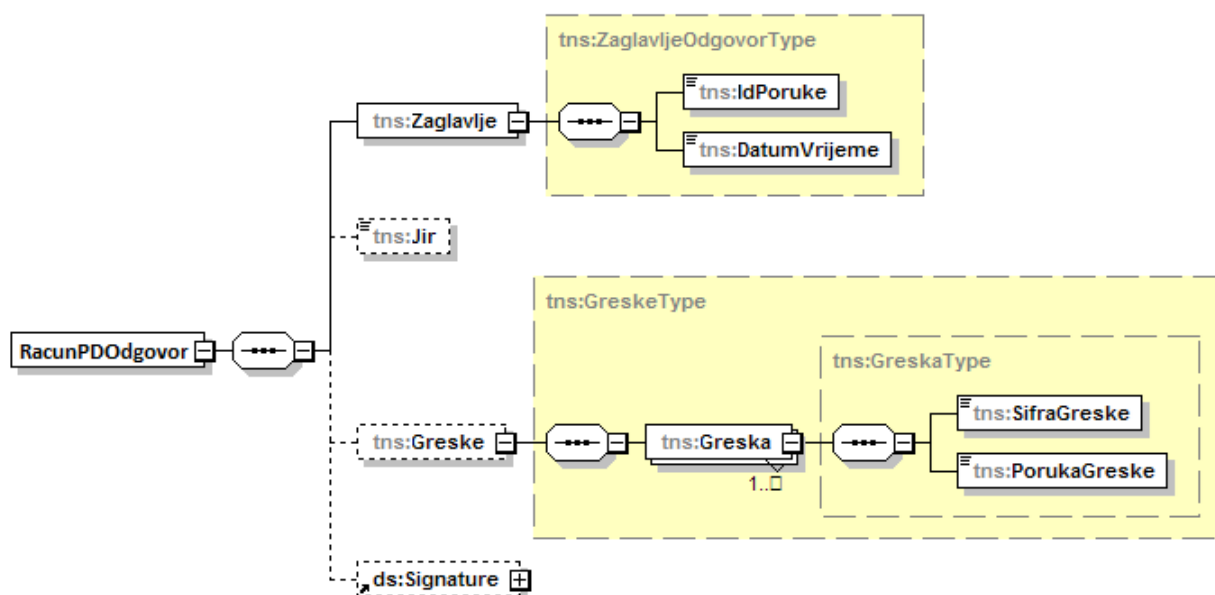 tns:ZaglavljeOdgovorType
tns:IdPoruke
tns:Zaglavlje
tns:DatumVrijeme
tns:Jir
tns:GreskeType
RacunPDOdgovor
tns:GreskaType
tns:SifraGreske
tns:Greske
tns:Greska
tns:PorukaGreske
1..□
ds:Signature